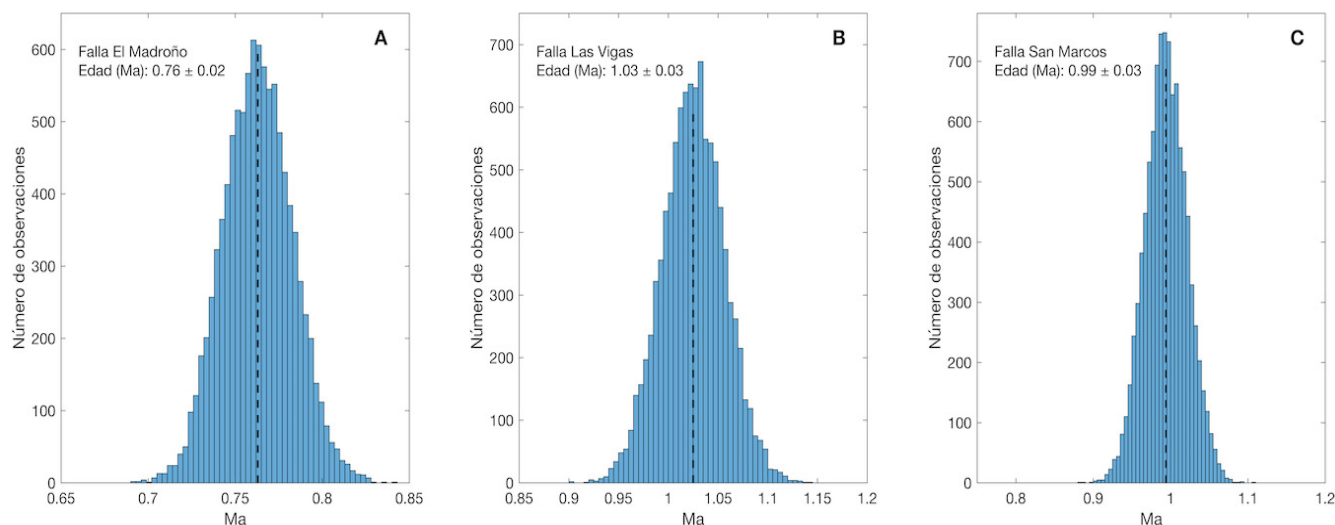 A
Falla El Madroño
Edad (Ma): 0.76 ± 0.02
Número de observaciones
600
500
400
300
200
100
0
0.65
0.7
0.75
0.8
0.85
Ma
B
Falla Las Vigas
Edad (Ma): 1.03 ± 0.03
Número de observaciones
700
600
500
400
300
200
100
0
0.85
0.9
0.95
1
1.05
1.1
1.15
1.2
Ma
C
Falla San Marcos
Edad (Ma): 0.99 ± 0.03
Número de observaciones
700
600
500
400
300
200
100
0
0.8
0.9
1
1.1
1.2
Ma